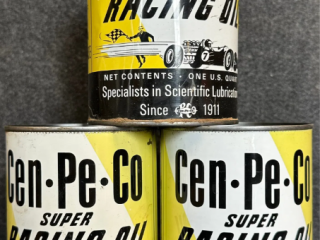 RACING OIL
7
NET CONTENTS • ONE U.S. QUART
Specialists in Scientific Lubrication
Since 1911
Cen•Pe•Co
SUPER
RACING OIL
Cen•Pe•Co
SUPER
RACING OIL